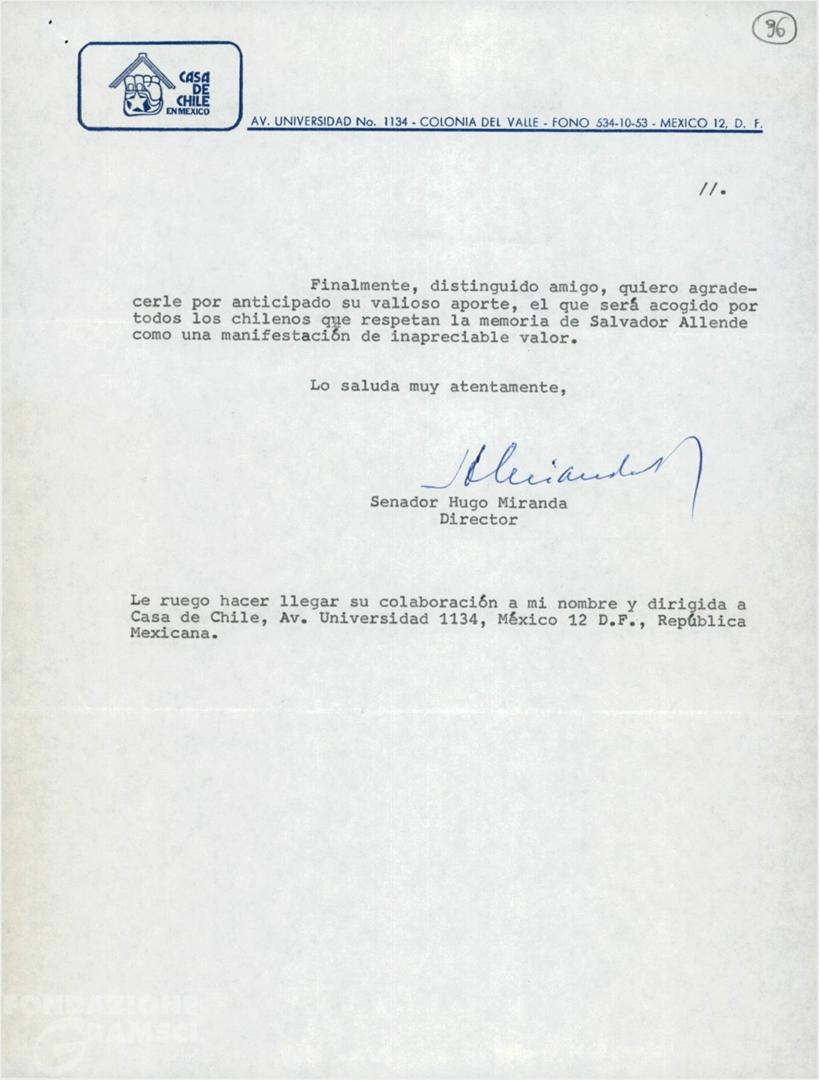 96
CASA
DE
CHILE
EN MEXICO
AV. UNIVERSIDAD No. 1134 - COLONIA DEL VALLE - FONO 534-10-53 - MEXICO 12, D. F.
//.
Finalmente, distinguido amigo, quiero agrade-
cerle por anticipado su valioso aporte, el que será acogido por
todos los chilenos que respetan la memoria de Salvador Allende
como una manifestación de inapreciable valor.
Lo saluda muy atentamente,
Senador Hugo Miranda
Director
Le ruego hacer llegar su colaboración a mi nombre y dirigida a
Casa de Chile, Av. Universidad 1134, México 12 D.F., República
Mexicana.
FONDAZIONE
GRAMSCI